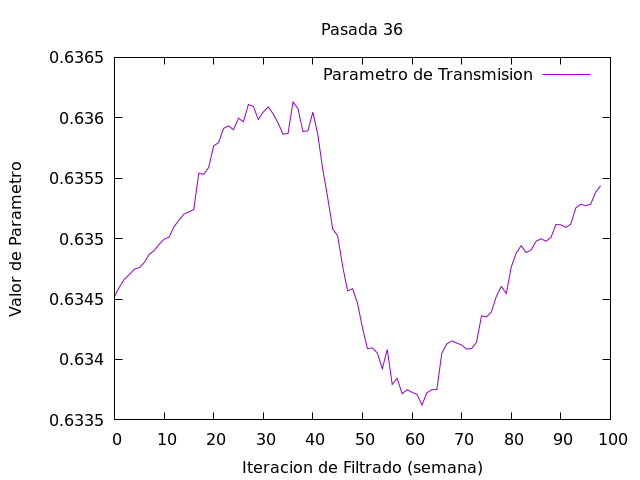 Pasada 36
Parametro de Transmision
0.6365
0.636
0.6355
0.635
0.6345
0.634
0.6335
Valor de Parametro
0 10 20 30 40 50 60 70 80 90 100
Iteracion de Filtrado (semana)